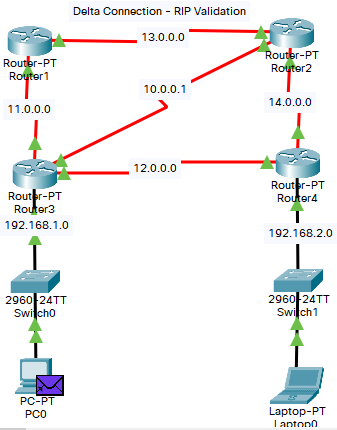 Delta Connection - RIP Validation
13.0.0.0
Router-PT
Router1
Router-PT
Router2
10.0.0.1
11.0.0.0
14.0.0.0
12.0.0.0
Router-PT
Router3
Router-PT
Router4
192.168.1.0
192.168.2.0
2960-24TT
Switch0
2960-24TT
Switch1
PC-PT
PC0
Laptop-PT
Laptop0